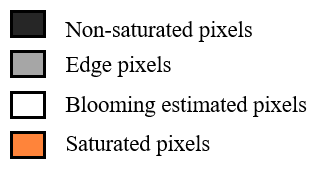 Non-saturated pixels
Edge pixels
Blooming estimated pixels
Saturated pixels